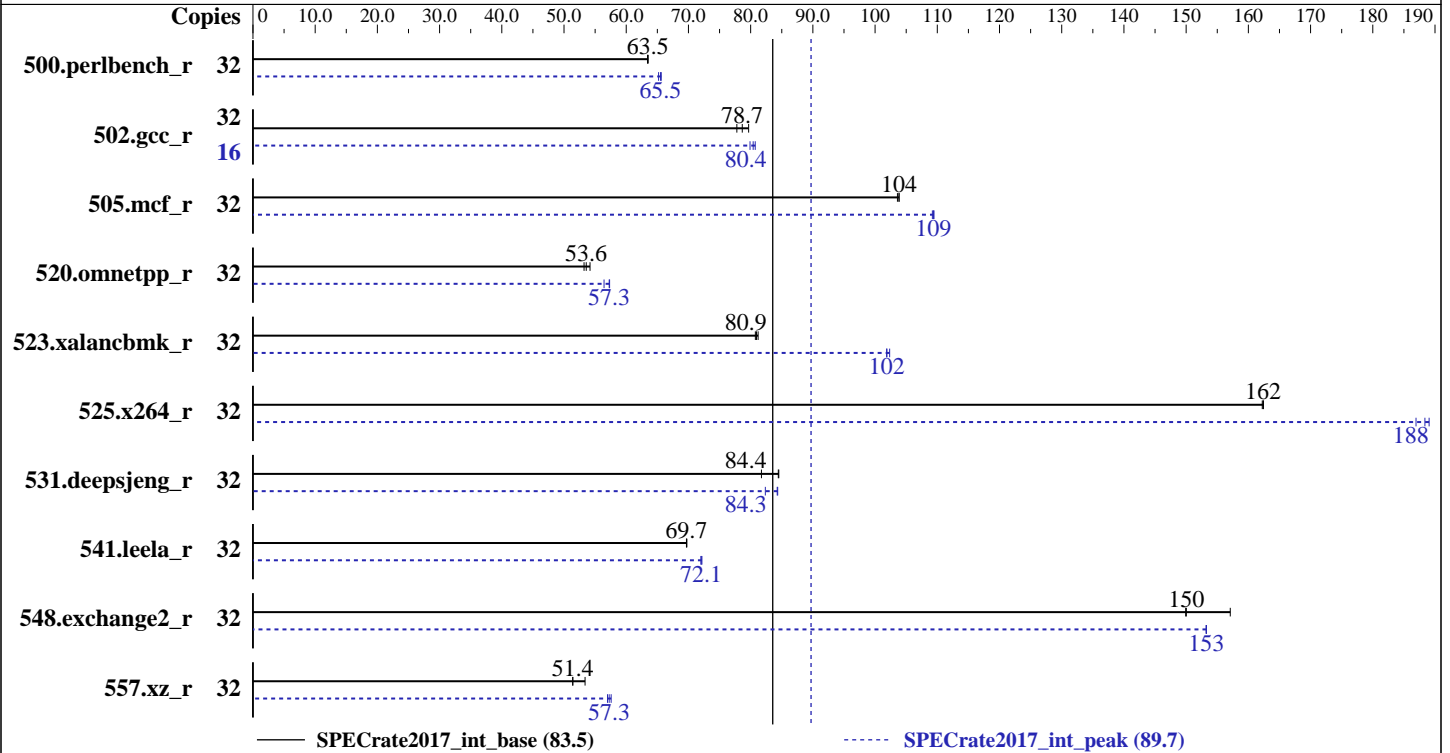 Copies 0 10.0 20.0 30.0 40.0 50.0 60.0 70.0 80.0 90.0 100 110 120 130 140 150 160 170 180 190
63.5
500.perlbench_r 32
65.5
32 78.7
502.gcc_r
16 80.4
104
505.mcf_r 32
109
53.6
520.omnetpp_r 32
57.3
80.9
523.xalancbmk_r 32
102
162
525.x264_r 32
188
84.4
531.deepsjeng_r 32
84.3
69.7
541.leela_r 32
72.1
150
548.exchange2_r 32
153
51.4
557.xz_r 32
57.3
SPECrate2017_int_base (83.5) SPECrate2017_int_peak (89.7)